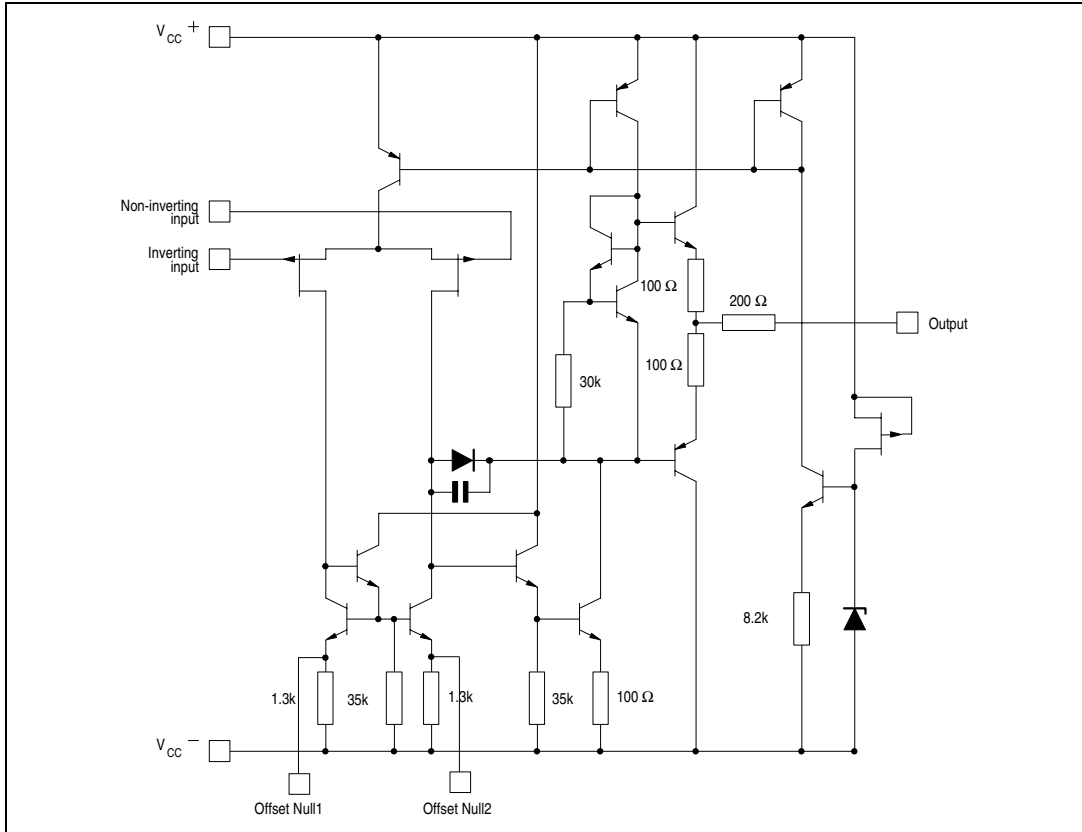 V CC +
Non-inverting
input
Inverting
input
100 Ω
200 Ω
Output
30k
100 Ω
8.2k
1.3k
35k
1.3k
35k
100 Ω
V CC −
Offset Null1
Offset Null2